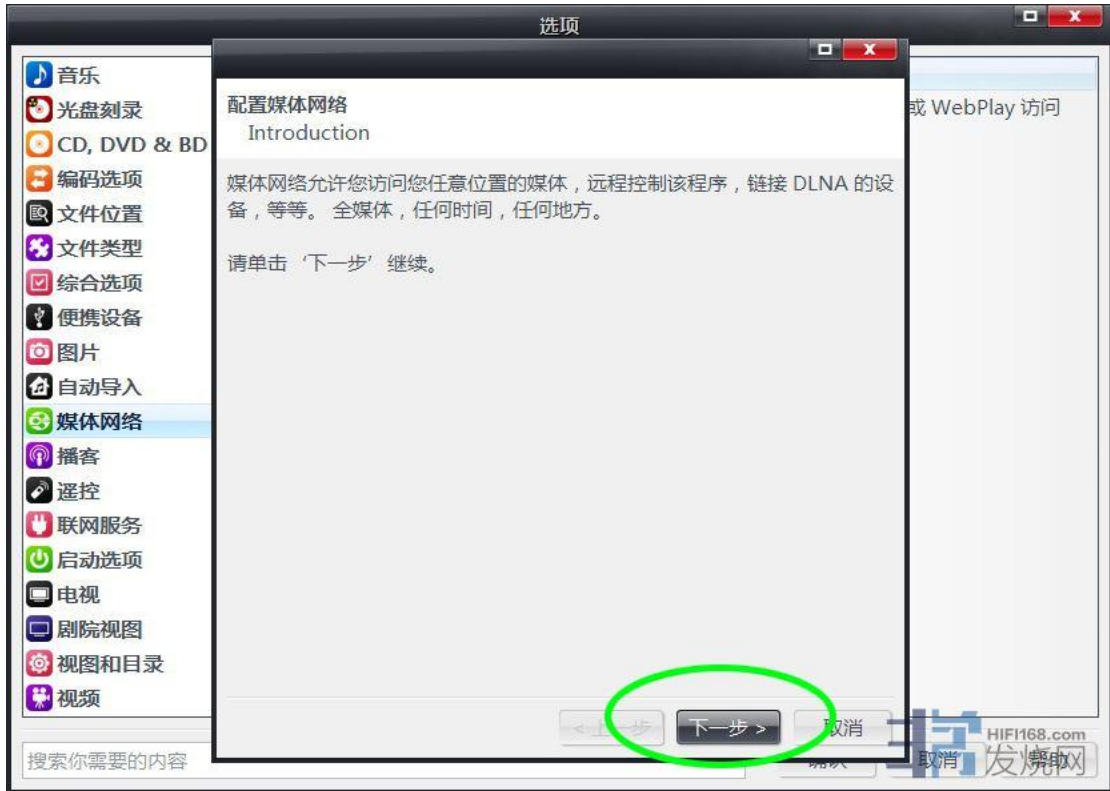 选项
X
音乐
光盘刻录
CD, DVD & BD
编码选项
文件位置
文件类型
综合选项
便携设备
图片
自动导入
媒体网络
播客
遥控
联网服务
启动选项
电视
剧院视图
视图和目录
视频
搜索你需要的内容
X
配置媒体网络
Introduction
媒体网络允许您访问您任意位置的媒体，远程控制该程序，链接 DLNA 的设
备，等等。 全媒体，任何时间，任何地方。
请单击‘下一步’继续。
< 上一步
下一步 >
取消
或 WebPlay 访问
确认
取消
帮助
HIFI168.com
发烧网